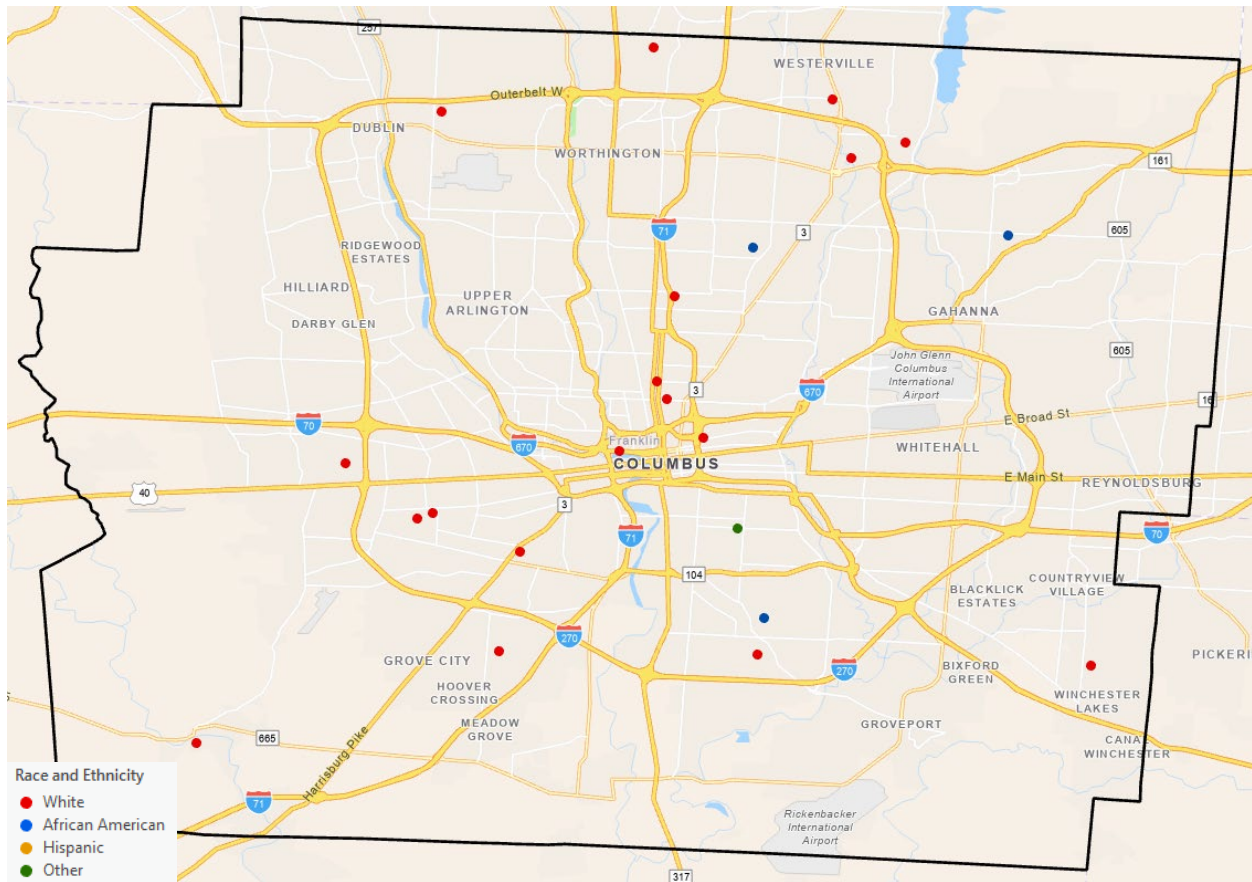 257
WESTERVILLE
Outerbelt W
DUBLIN
WORTHINGTON
161
71
3
605
RIDGEWOOD
ESTATES
HILLIARD
UPPER
ARLINGTON
DARBY GLEN
GAHANNA
605
John Glenn
Columbus
International
Airport
3
670
16
70
E Broad St
Franklin
670
WHITEHALL
COLUMBUS
E Main St
REYNOLDSBURG
40
3
71
70
104
COUNTRYVIEW
VILLAGE
BLACKLICK
ESTATES
270
GROVE CITY
PICKERI
BIXFORD
GREEN
270
HOOVER
CROSSING
WINCHESTER
LAKES
MEADOW
GROVE
GROVEPORT
665
CANAL
WINCHESTER
Harrisburg Pike
71
Rickenbacker
International
Airport
317
Race and Ethnicity
White
African American
Hispanic
Other